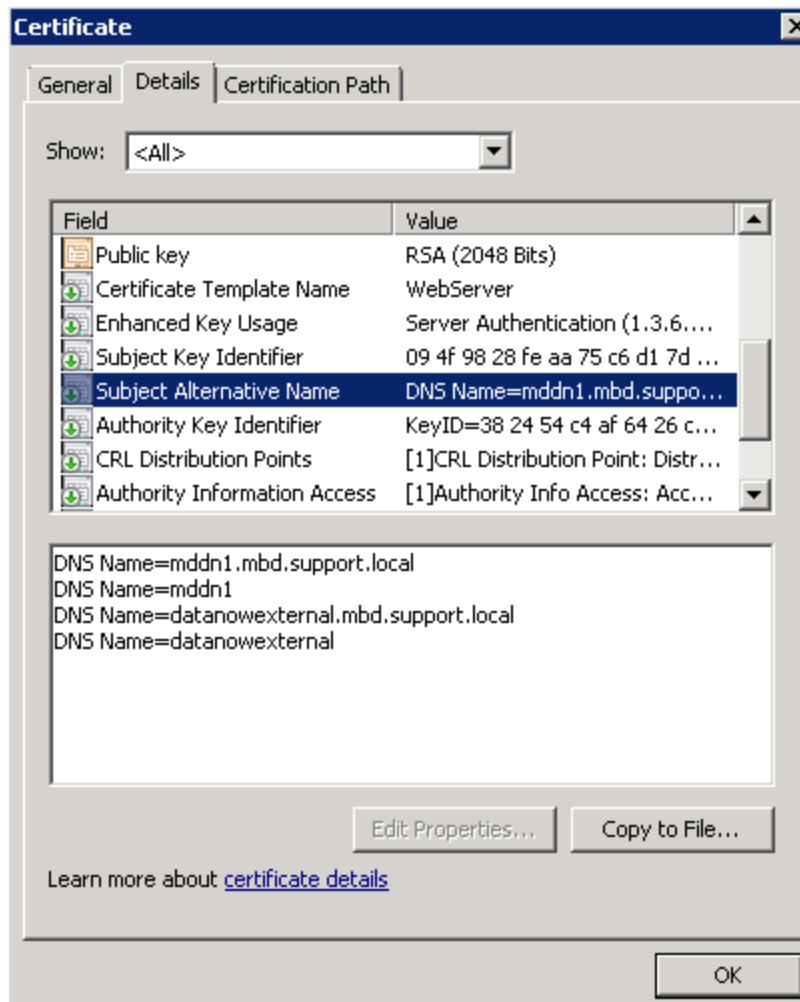 Certificate
General Details Certification Path
Show: <All>
Field Value
Public key RSA (2048 Bits)
Certificate Template Name WebServer
Enhanced Key Usage Server Authentication (1.3.6....
Subject Key Identifier 09 4f 98 28 fe aa 75 c6 d1 7d ...
Subject Alternative Name DNS Name=mddn1.mbd.suppo...
Authority Key Identifier KeyID=38 24 54 c4 af 64 26 c...
CRL Distribution Points [1]CRL Distribution Point: Distr...
Authority Information Access [1]Authority Info Access: Acc...
DNS Name=mddn1.mbd.support.local
DNS Name=mddn1
DNS Name=datanowexternal.mbd.support.local
DNS Name=datanowexternal
Edit Properties... Copy to File...
Learn more about certificate details
OK